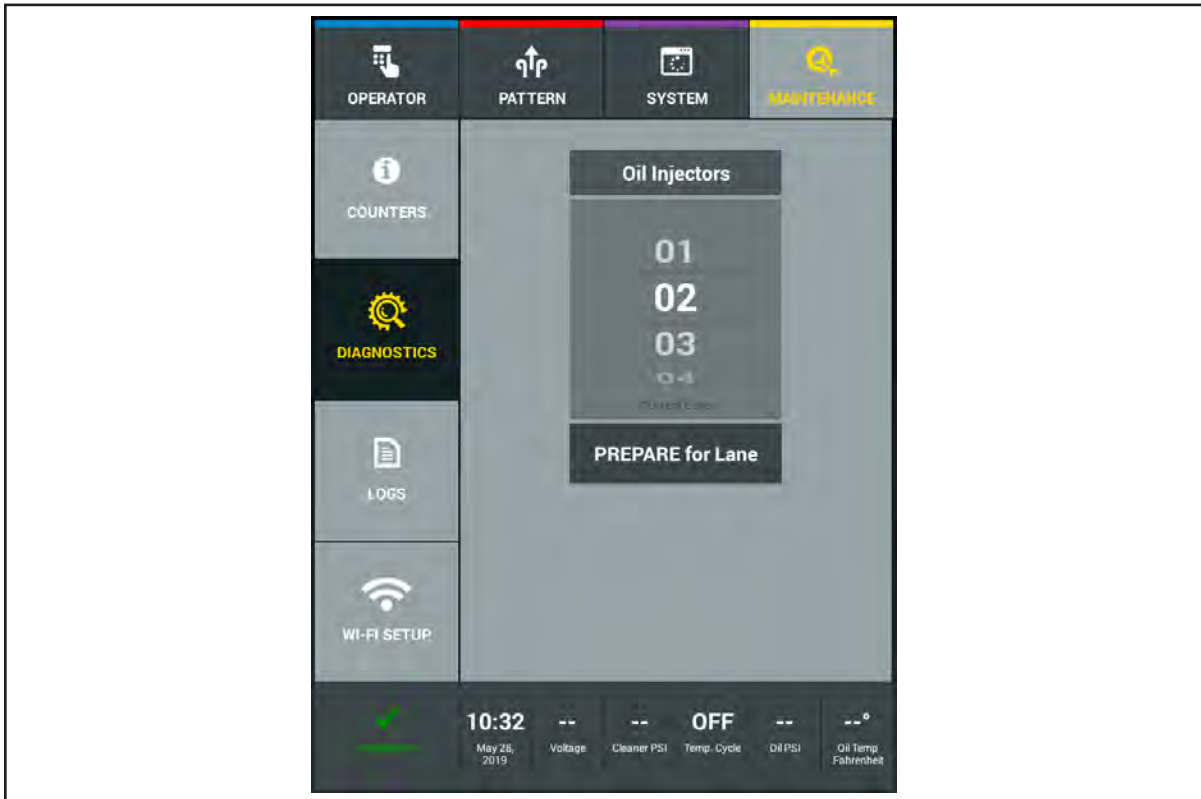 OPERATOR
PATTERN
SYSTEM
MAINTENANCE
COUNTERS
DIAGNOSTICS
LOGS
WI-FI SETUP
Oil Injectors
01
02
03
PREPARE for Lane
10:32
May 28,
2019
--
Voltage
--
Cleaner PSI
OFF
Temp. Cycle
--
Oil PSI
--°
Oil Temp
Fahrenheit